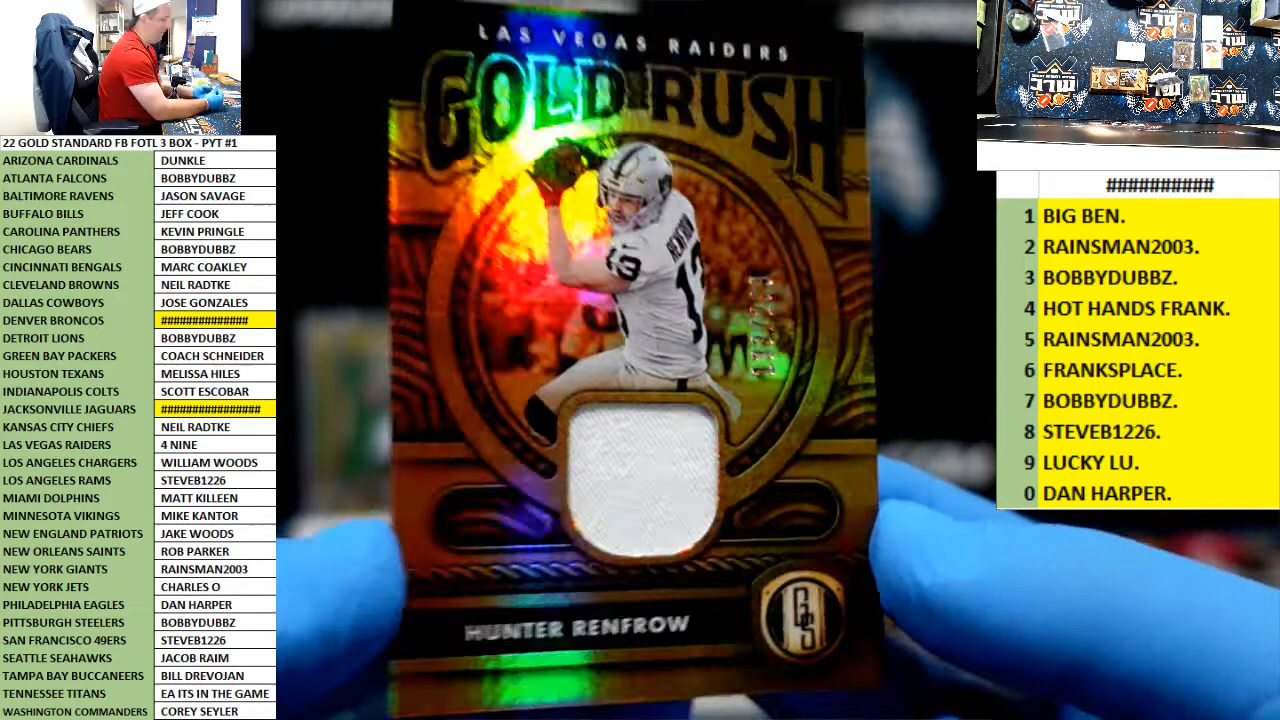 22 GOLD STANDARD FB FOTL 3 BOX - PYT #1
ARIZONA CARDINALS DUNKLE
ATLANTA FALCONS BOBBYDUBBZ
BALTIMORE RAVENS JASON SAVAGE
BUFFALO BILLS JEFF COOK
CAROLINA PANTHERS KEVIN PRINGLE
CHICAGO BEARS BOBBYDUBBZ
CINCINNATI BENGALS MARC COAKLEY
CLEVELAND BROWNS NEIL RADTKE
DALLAS COWBOYS JOSE GONZALES
DENVER BRONCOS ##############
DETROIT LIONS BOBBYDUBBZ
GREEN BAY PACKERS COACH SCHNEIDER
HOUSTON TEXANS MELISSA HILES
INDIANAPOLIS COLTS SCOTT ESCOBAR
JACKSONVILLE JAGUARS ################
KANSAS CITY CHIEFS NEIL RADTKE
LAS VEGAS RAIDERS 4 NINE
LOS ANGELES CHARGERS WILLIAM WOODS
LOS ANGELES RAMS STEVEB1226
MIAMI DOLPHINS MATT KILLEEN
MINNESOTA VIKINGS MIKE KANTOR
NEW ENGLAND PATRIOTS JAKE WOODS
NEW ORLEANS SAINTS ROB PARKER
NEW YORK GIANTS RAINSMAN2003
NEW YORK JETS CHARLES O
PHILADELPHIA EAGLES DAN HARPER
PITTSBURGH STEELERS BOBBYDUBBZ
SAN FRANCISCO 49ERS STEVEB1226
SEATTLE SEAHAWKS JACOB RAIM
TAMPA BAY BUCCANEERS BILL DREVOJAN
TENNESSEE TITANS EA ITS IN THE GAME
WASHINGTON COMMANDERS COREY SEYLER
LAS VEGAS RAIDERS
GOLD RUSH
RENFROW
13
13
HUNTER RENFROW
GS
##########
1 BIG BEN.
2 RAINSMAN2003.
3 BOBBYDUBBZ.
4 HOT HANDS FRANK.
5 RAINSMAN2003.
6 FRANKSPLACE.
7 BOBBYDUBBZ.
8 STEVEB1226.
9 LUCKY LU.
0 DAN HARPER.